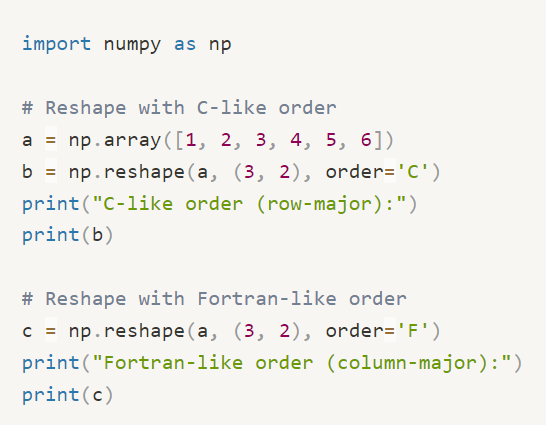 import numpy as np
# Reshape with C-like order
a = np.array([1, 2, 3, 4, 5, 6])
b = np.reshape(a, (3, 2), order='C')
print("C-like order (row-major):")
print(b)
# Reshape with Fortran-like order
c = np.reshape(a, (3, 2), order='F')
print("Fortran-like order (column-major):")
print(c)